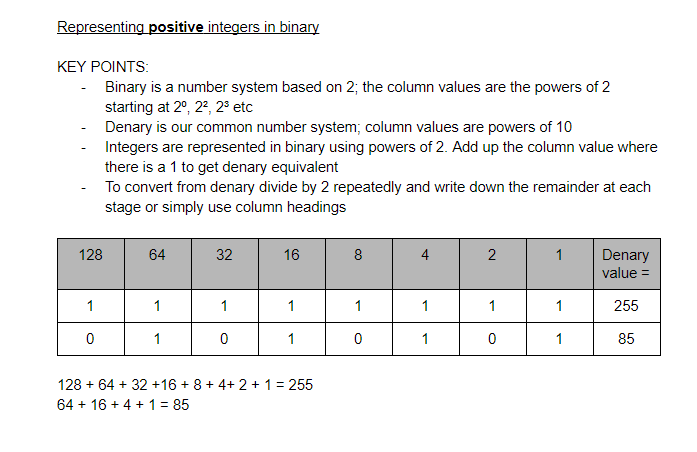 Representing positive integers in binary
KEY POINTS:
- Binary is a number system based on 2; the column values are the powers of 2
starting at 2⁰, 2², 2³ etc
- Denary is our common number system; column values are powers of 10
- Integers are represented in binary using powers of 2. Add up the column value where
there is a 1 to get denary equivalent
- To convert from denary divide by 2 repeatedly and write down the remainder at each
stage or simply use column headings
128 64 32 16 8 4 2 1 Denary
value =
1 1 1 1 1 1 1 1 255
0 1 0 1 0 1 0 1 85
128 + 64 + 32 +16 + 8 + 4+ 2 + 1 = 255
64 + 16 + 4 + 1 = 85